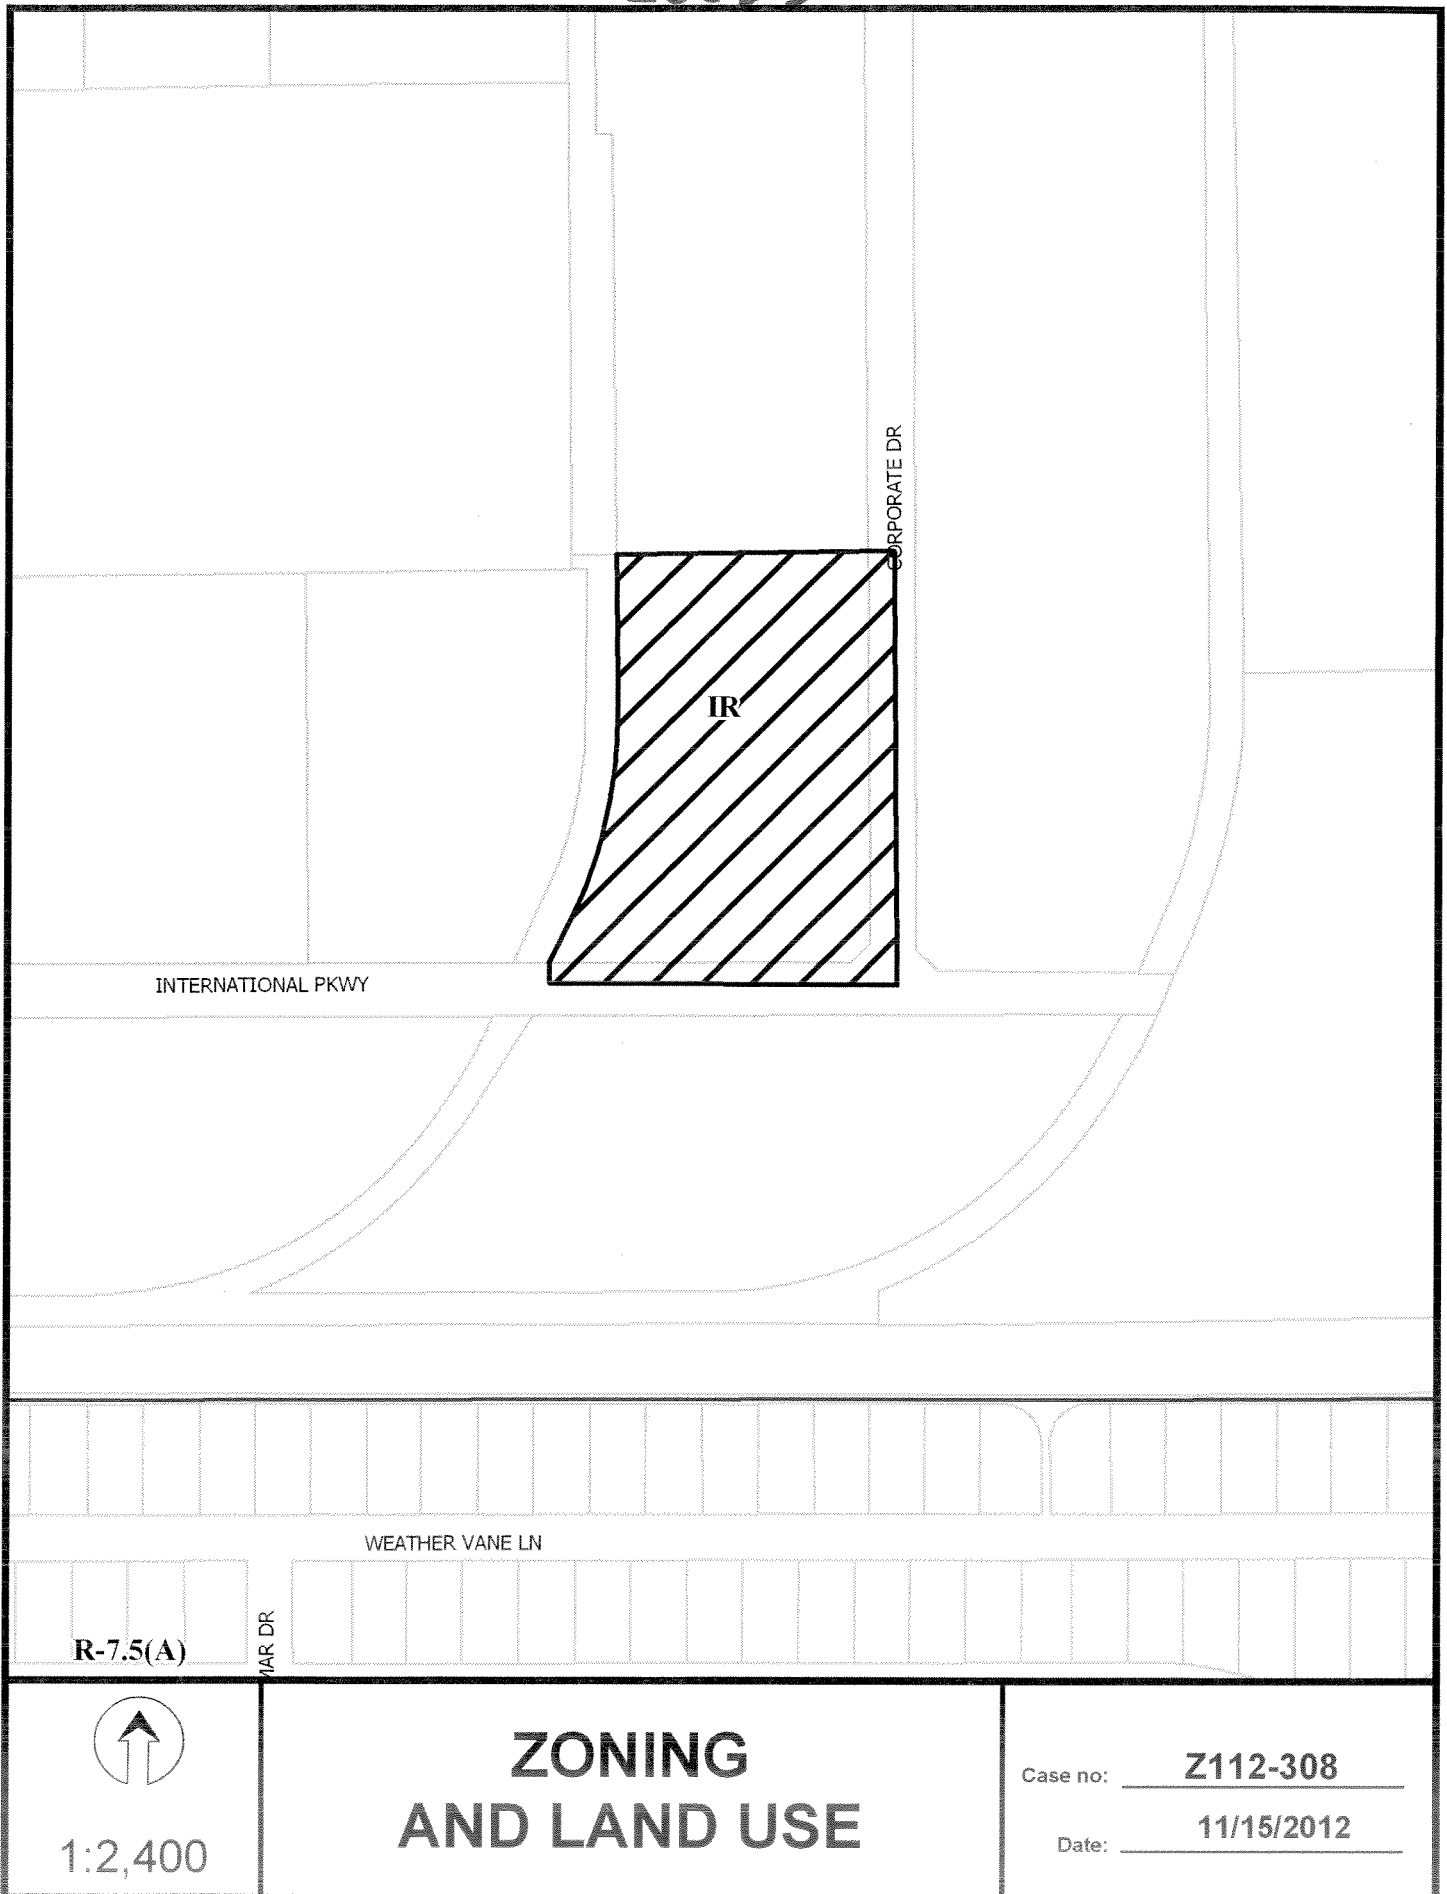 CORPORATE DR
IR
INTERNATIONAL PKWY
WEATHER VANE LN
MAR DR
R-7.5(A)
1:2,400
ZONING
AND LAND USE
Case no: Z112-308
Date: 11/15/2012